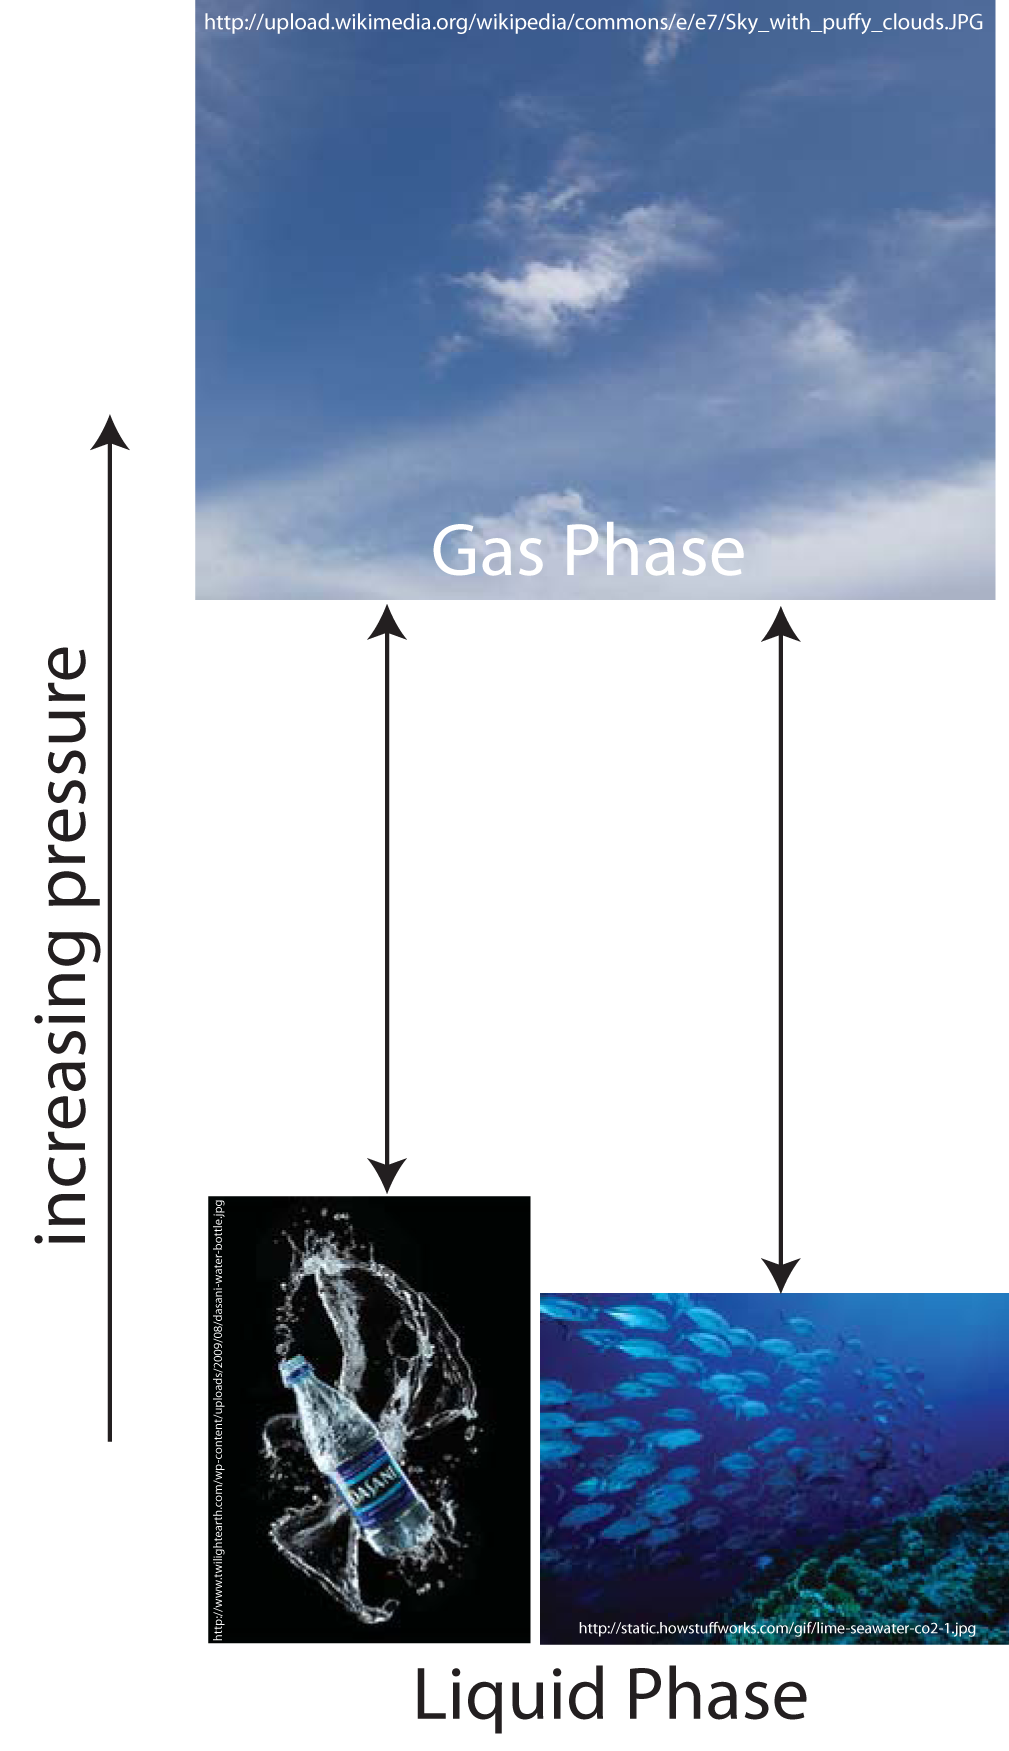 http://upload.wikimedia.org/wikipedia/commons/e/e7/Sky_with_puffy_clouds.JPG
Gas Phase
increasing pressure
http://www.twilightearth.com/wp-content/uploads/2009/08/dasani-water-bottle.jpg
DASANI
http://static.howstuffworks.com/gif/lime-seawater-co2-1.jpg
Liquid Phase